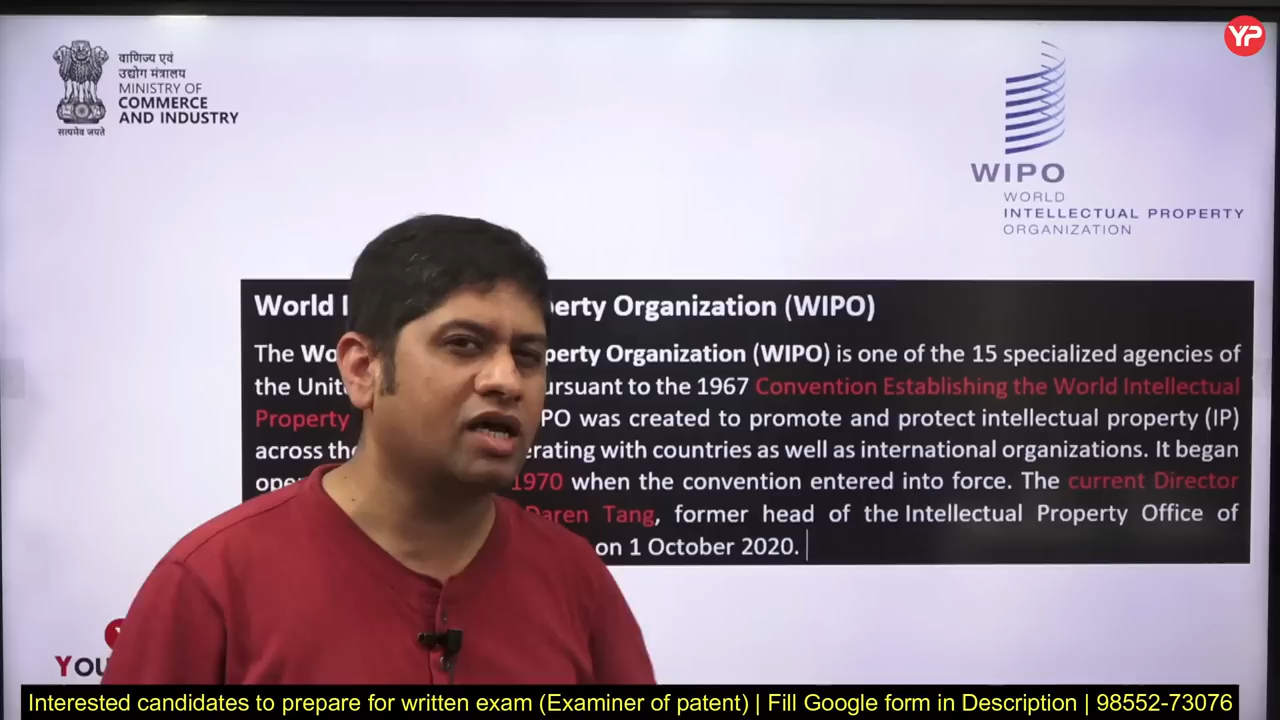 YP
वाणिज्य एवं
उद्योग मंत्रालय
MINISTRY OF
COMMERCE
AND INDUSTRY
सत्यमेव जयते
WIPO
WORLD
INTELLECTUAL PROPERTY
ORGANIZATION
World perty Organization (WIPO)
The perty Organization (WIPO) is one of the 15 specialized agencies of
the ursuant to the 1967 Convention Establishing the World Intellectual
Property PO was created to promote and protect intellectual property (IP)
across erating with countries as well as international organizations. It began
1970 when the convention entered into force. The current Director
Daren Tang, former head of the Intellectual Property Office of
on 1 October 2020.
YOU
Interested candidates to prepare for written exam (Examiner of patent) | Fill Google form in Description | 98552-73076